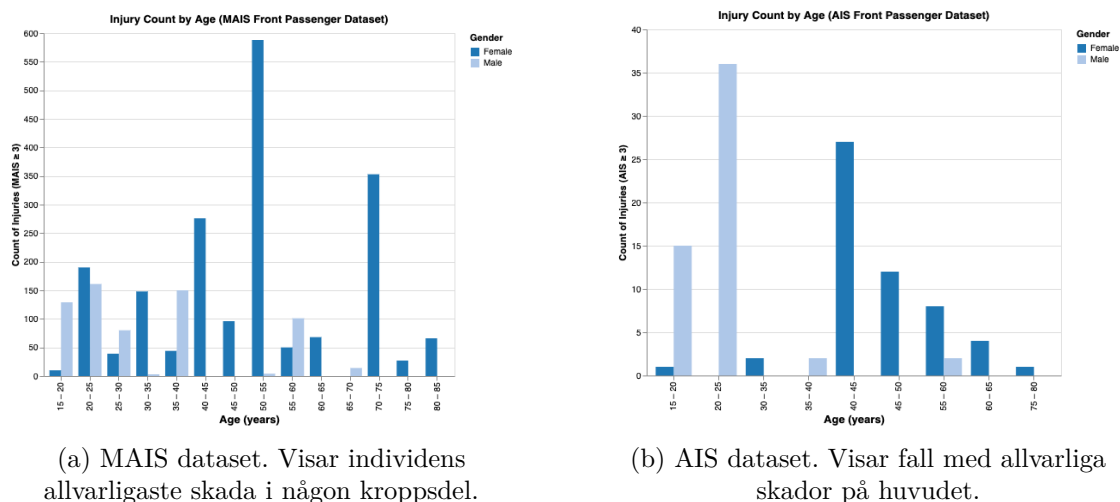 Injury Count by Age (MAIS Front Passenger Dataset)
Count of Injuries (MAIS ≥ 3)
600
550
500
450
400
350
300
250
200
150
100
50
0
15 – 20
20 – 25
25 – 30
30 – 35
35 – 40
40 – 45
45 – 50
50 – 55
55 – 60
60 – 65
65 – 70
70 – 75
75 – 80
80 – 85
Age (years)
Gender
Female
Male
(a) MAIS dataset. Visar individens
allvarligaste skada i någon kroppsdel.
Injury Count by Age (AIS Front Passenger Dataset)
Count of Injuries (AIS ≥ 3)
40
35
30
25
20
15
10
5
0
15 – 20
20 – 25
30 – 35
35 – 40
40 – 45
45 – 50
55 – 60
60 – 65
75 – 80
Age (years)
Gender
Female
Male
(b) AIS dataset. Visar fall med allvarliga
skador på huvudet.